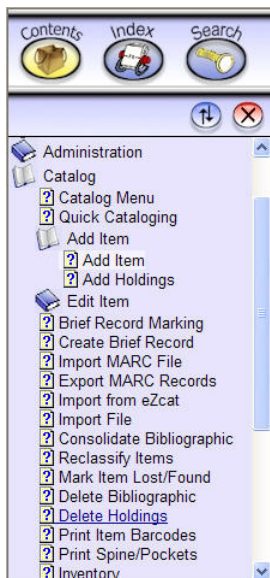 Contents Index Search
Administration
Catalog
Catalog Menu
Quick Cataloging
Add Item
Add Item
Add Holdings
Edit Item
Brief Record Marking
Create Brief Record
Import MARC File
Export MARC Records
Import from eZcat
Import File
Consolidate Bibliographic
Reclassify Items
Mark Item Lost/Found
Delete Bibliographic
Delete Holdings
Print Item Barcodes
Print Spine/Pockets
Inventory